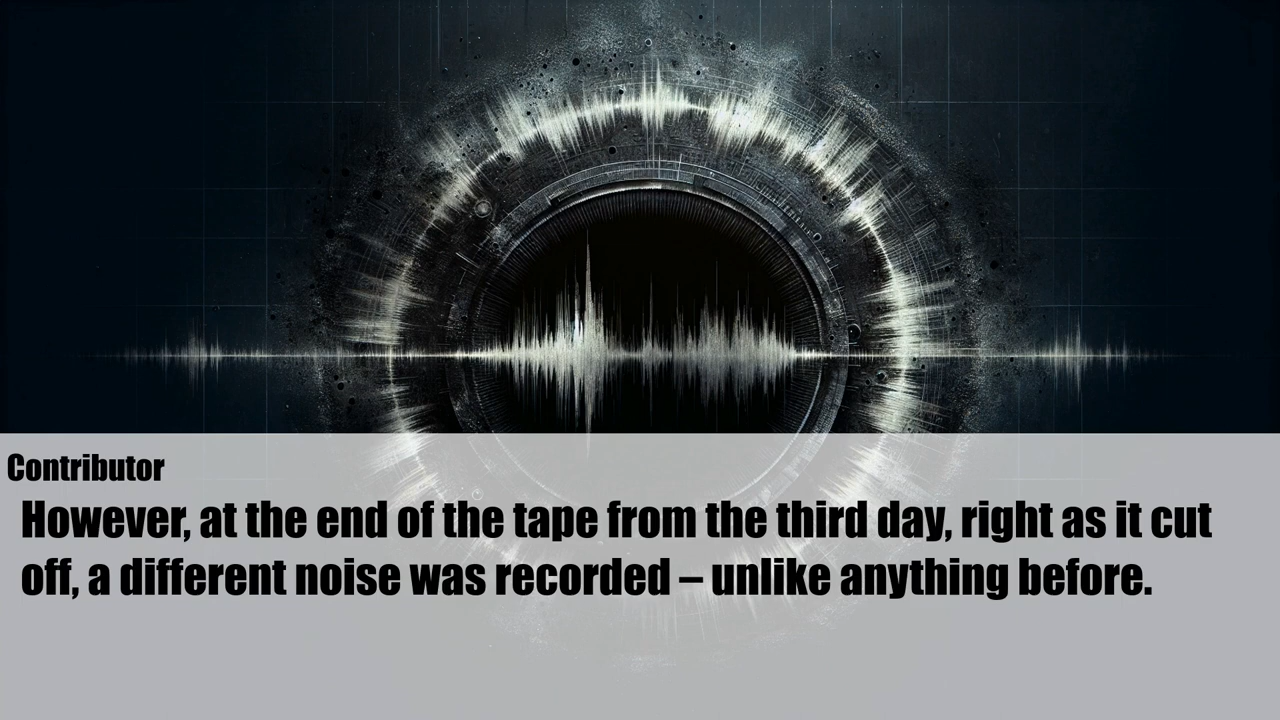 Contributor
However, at the end of the tape from the third day, right as it cut
off, a different noise was recorded – unlike anything before.